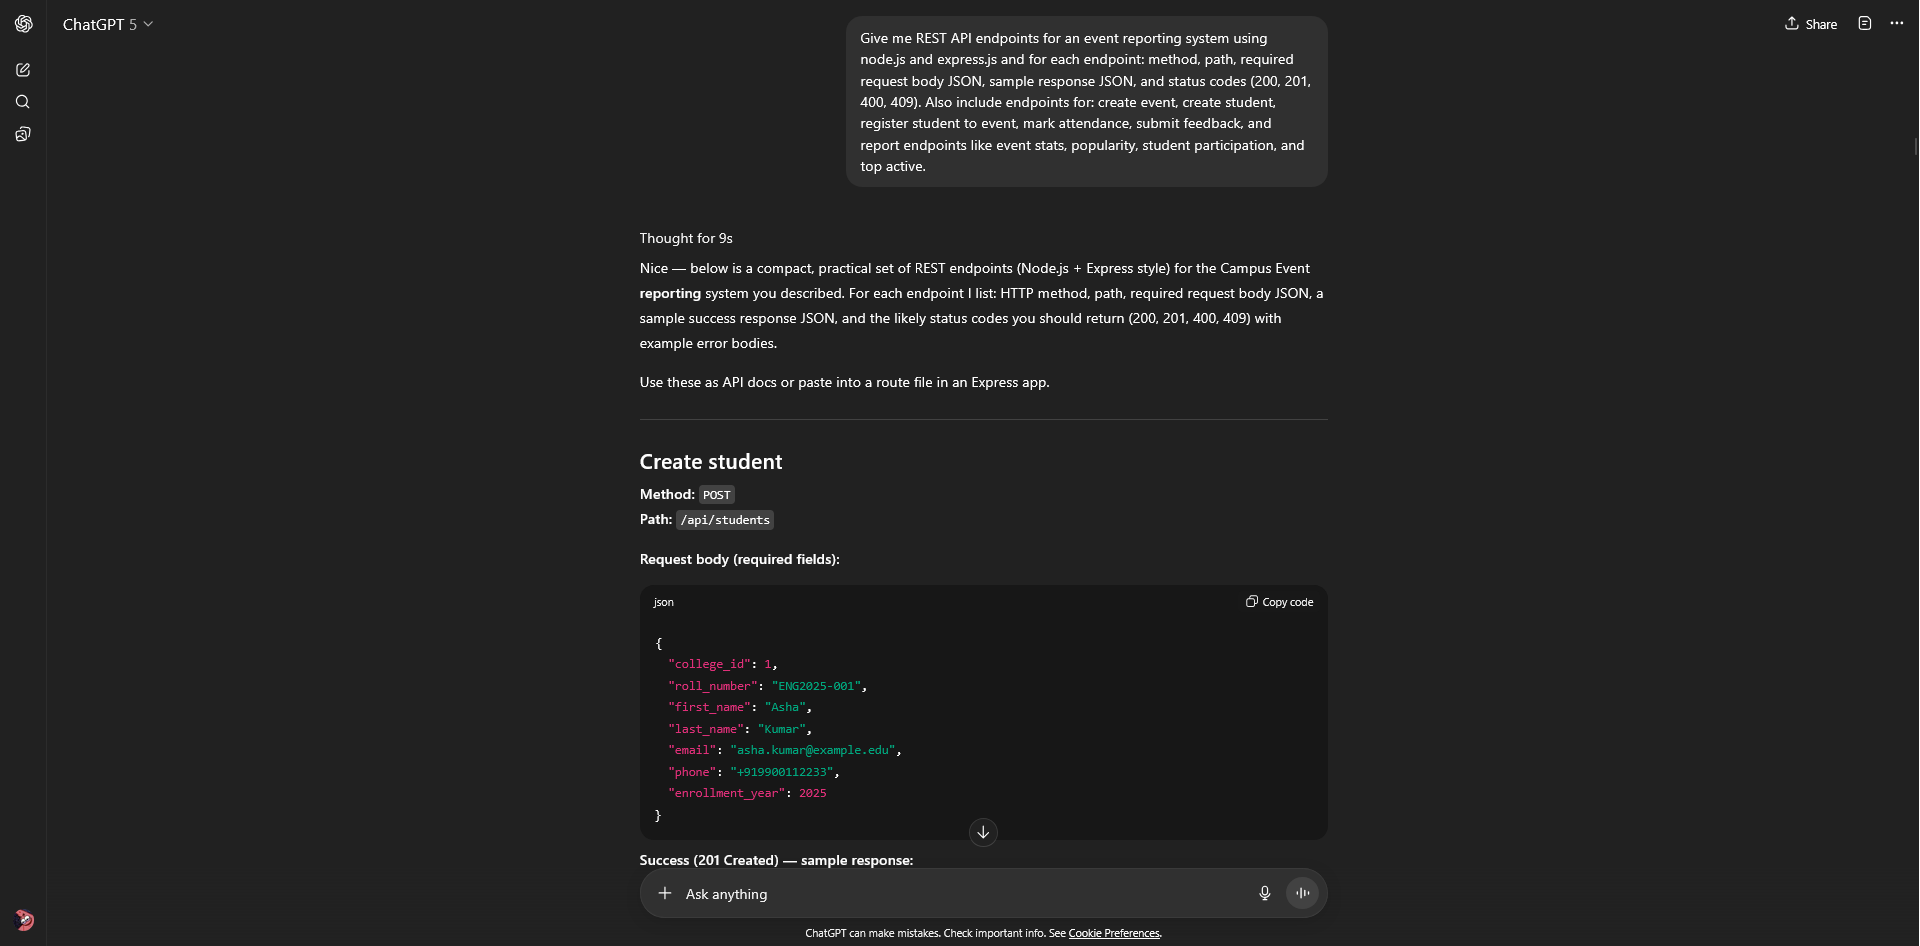 ChatGPT 5
Share
Give me REST API endpoints for an event reporting system using
node.js and express.js and for each endpoint: method, path, required
request body JSON, sample response JSON, and status codes (200, 201,
400, 409). Also include endpoints for: create event, create student,
register student to event, mark attendance, submit feedback, and
report endpoints like event stats, popularity, student participation, and
top active.
Thought for 9s
Nice — below is a compact, practical set of REST endpoints (Node.js + Express style) for the Campus Event
reporting system you described. For each endpoint I list: HTTP method, path, required request body JSON, a
sample success response JSON, and the likely status codes you should return (200, 201, 400, 409) with
example error bodies.
Use these as API docs or paste into a route file in an Express app.
Create student
Method: POST
Path: /api/students
Request body (required fields):
json
Copy code
{
"college_id": 1,
"roll_number": "ENG2025-001",
"first_name": "Asha",
"last_name": "Kumar",
"email": "asha.kumar@example.edu",
"phone": "+919900112233",
"enrollment_year": 2025
}
Success (201 Created) — sample response:
Ask anything
ChatGPT can make mistakes. Check important info. See Cookie Preferences.